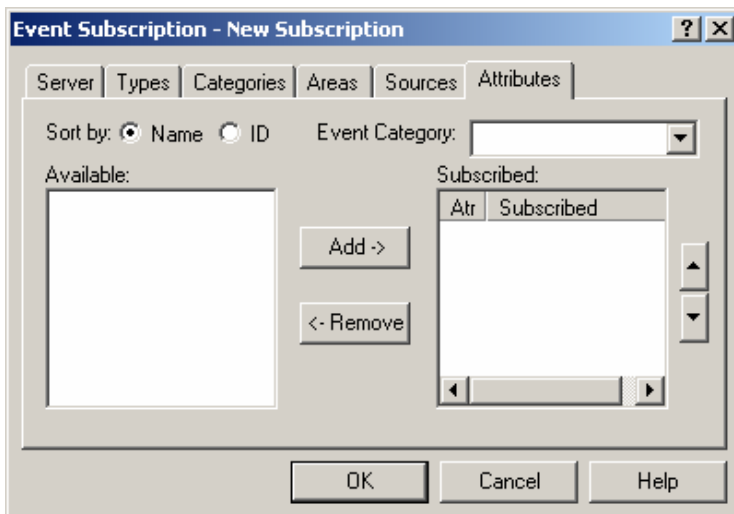 Event Subscription - New Subscription
Server Types Categories Areas Sources Attributes
Sort by: Name ID Event Category:
Available: Subscribed:
Atr Subscribed
Add ->
<- Remove
OK Cancel Help